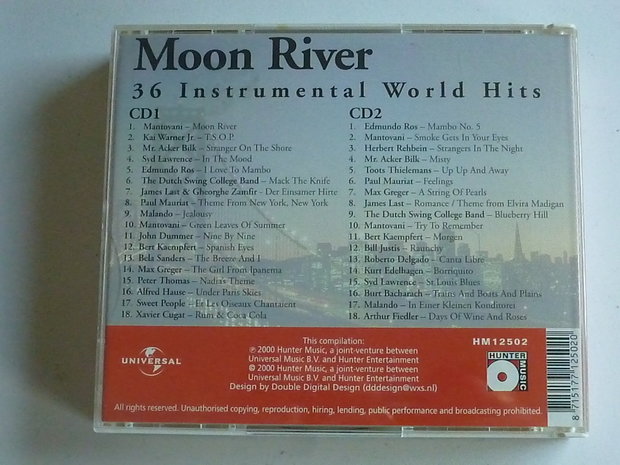 Moon River
36 Instrumental World Hits
CD1
1. Mantovani – Moon River
2. Kai Warner Jr. – T.S.O.P.
3. Mr. Acker Bilk – Stranger On The Shore
4. Syd Lawrence – In The Mood
5. Edmundo Ros – I Love To Mambo
6. The Dutch Swing College Band – Mack The Knife
7. James Last & Gheorghe Zamfir - Der Einsamer Hirte
8. Paul Mauriat – Theme From New York, New York
9. Malando – Jealousy
10. Mantovani – Green Leaves Of Summer
11. John Dummer – Nine By Nine
12. Bert Kaempfert – Spanish Eyes
13. Bela Sanders – The Breeze And I
14. Max Greger – The Girl From Ipanema
15. Peter Thomas – Nadia's Theme
16. Alfred Hause – Under Paris Skies
17. Sweet People – Et Les Oiseaux Chantaient
18. Xavier Cugat – Rum & Coca Cola
CD2
1. Edmundo Ros – Mambo No. 5
2. Mantovani – Smoke Gets In Your Eyes
3. Herbert Rehbein – Strangers In The Night
4. Mr. Acker Bilk – Misty
5. Toots Thielemans – Up Up And Away
6. Paul Mauriat – Feelings
7. Max Greger – A String Of Pearls
8. James Last – Romance / Theme from Elvira Madigan
9. The Dutch Swing College Band – Blueberry Hill
10. Mantovani – Try To Remember
11. Bert Kaempfert – Morgen
12. Bill Justis – Raunchy
13. Roberto Delgado – Canta Libre
14. Kurt Edelhagen – Borriquito
15. Syd Lawrence – St Louis Blues
16. Burt Bacharach – Trains And Boats And Plains
17. Malando – In Einer Kleinen Konditorei
18. Arthur Fiedler – Days Of Wine And Roses
UNIVERSAL
This compilation:
℗ 2000 Hunter Music, a joint-venture between
Universal Music B.V. and Hunter Entertainment
© 2000 Hunter Music, a joint-venture between
Universal Music B.V. and Hunter Entertainment
Design by Double Digital Design (dddesign@wxs.nl)
HM12502
HUNTER
MUSIC
8 715177 125020
All rights reserved. Unauthorised copying, reproduction, hiring, lending, public performance and broadcasting prohibited.